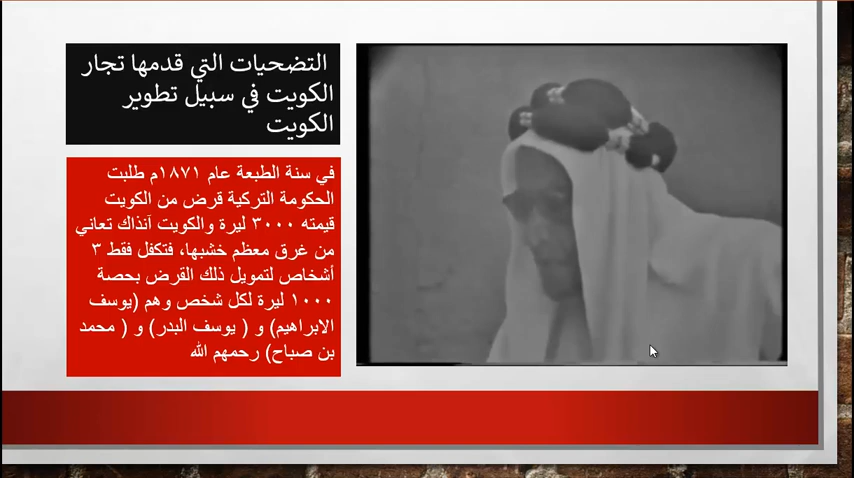 التضحيات التي قدمها تجار
الكويت في سبيل تطوير
الكويت
في سنة الطبعة عام ١٨٧١م طلبت
الحكومة التركية قرض من الكويت
قيمته ٣٠٠٠ ليرة والكويت آنذاك تعاني
من غرق معظم خشبها، فتكفل فقط ٣
أشخاص لتمويل ذلك القرض بحصة
١٠٠٠ ليرة لكل شخص وهم (يوسف
الابراهيم) و ( يوسف البدر) و ( محمد
بن صباح) رحمهم الله